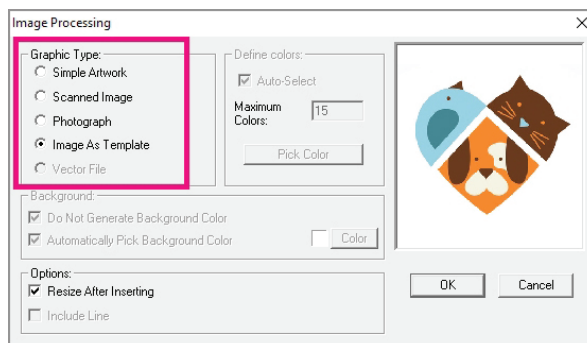 Image Processing
Graphic Type:
Simple Artwork
Scanned Image
Photograph
Image As Template
Vector File
Define colors:
Auto-Select
Maximum
Colors:
15
Pick Color
Background:
Do Not Generate Background Color
Automatically Pick Background Color
Color
Options:
Resize After Inserting
Include Line
OK
Cancel